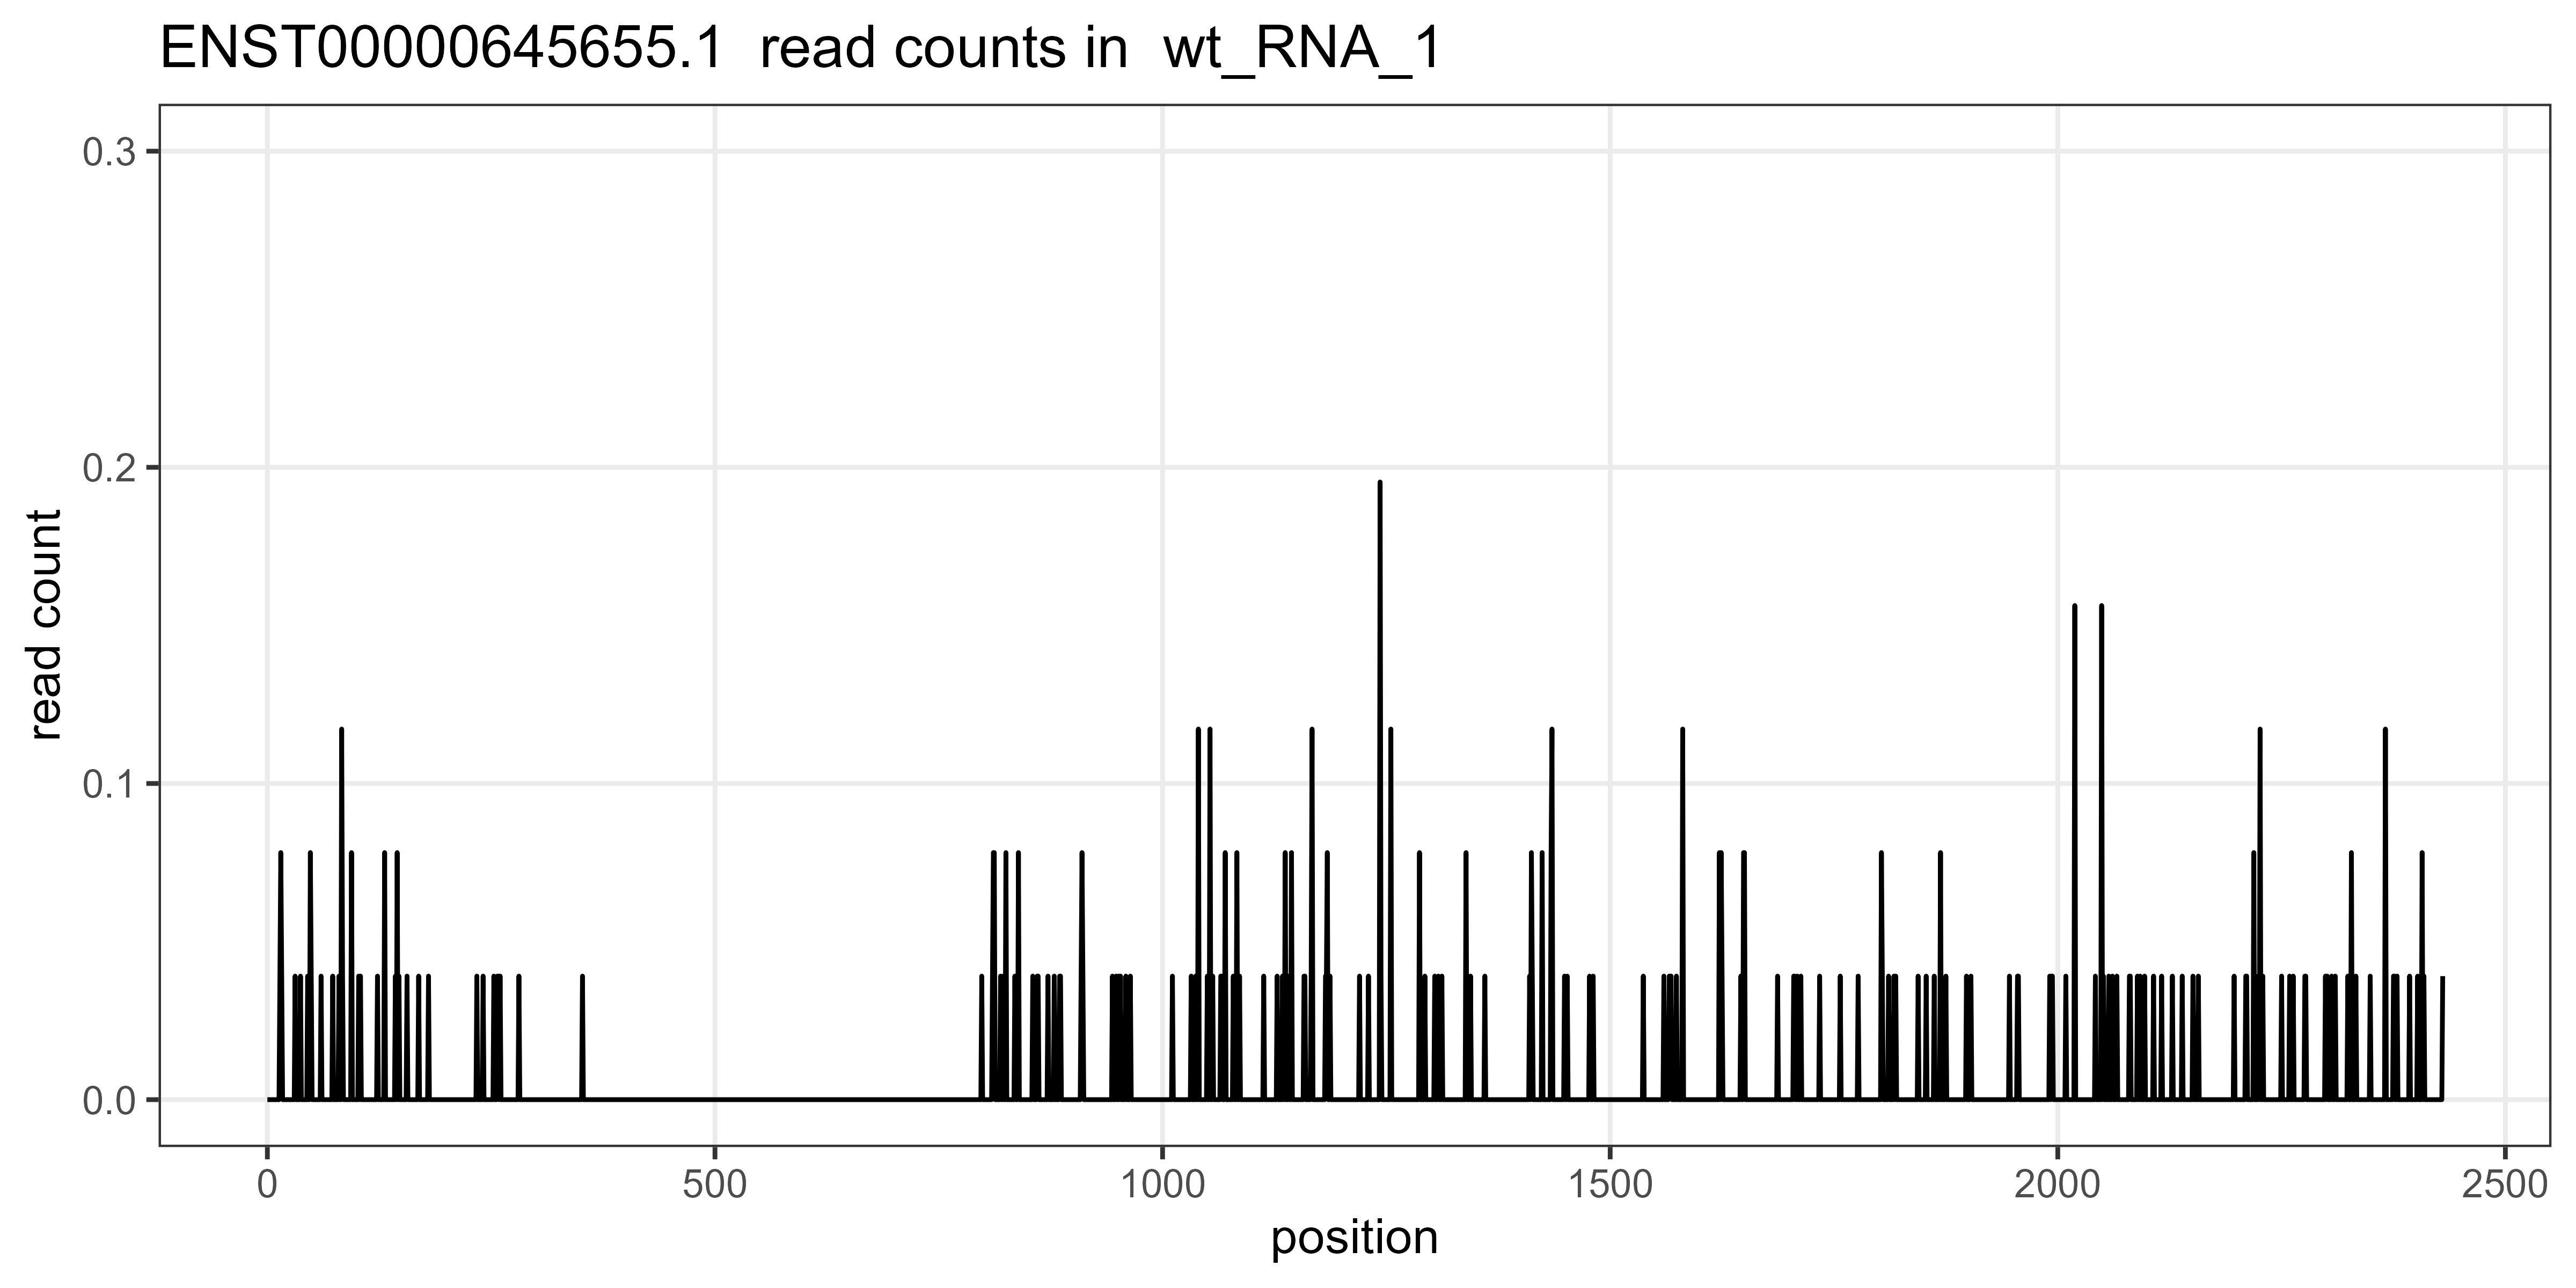 ENST00000645655.1  read counts in  wt_RNA_1
0.3
0.2
0.1
0.0
read count
0 500 1000 1500 2000 2500
position